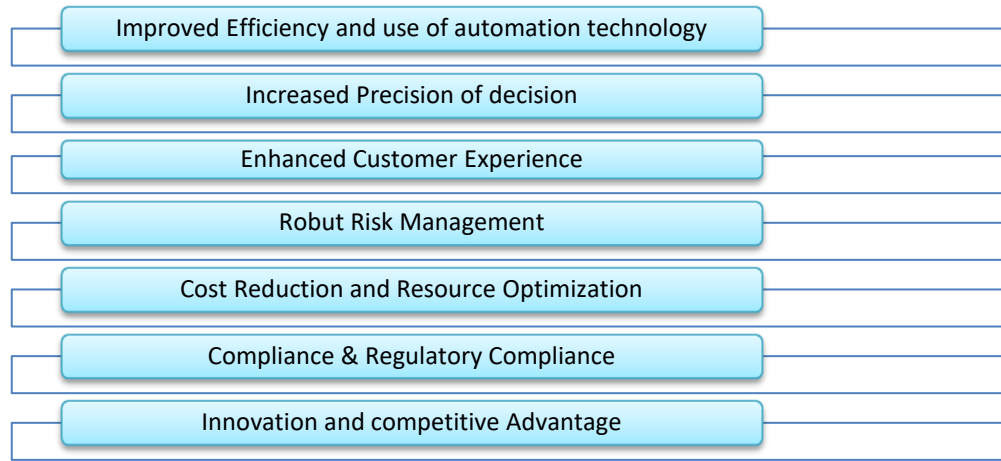 Improved Efficiency and use of automation technology
Increased Precision of decision
Enhanced Customer Experience
Robut Risk Management
Cost Reduction and Resource Optimization
Compliance & Regulatory Compliance
Innovation and competitive Advantage